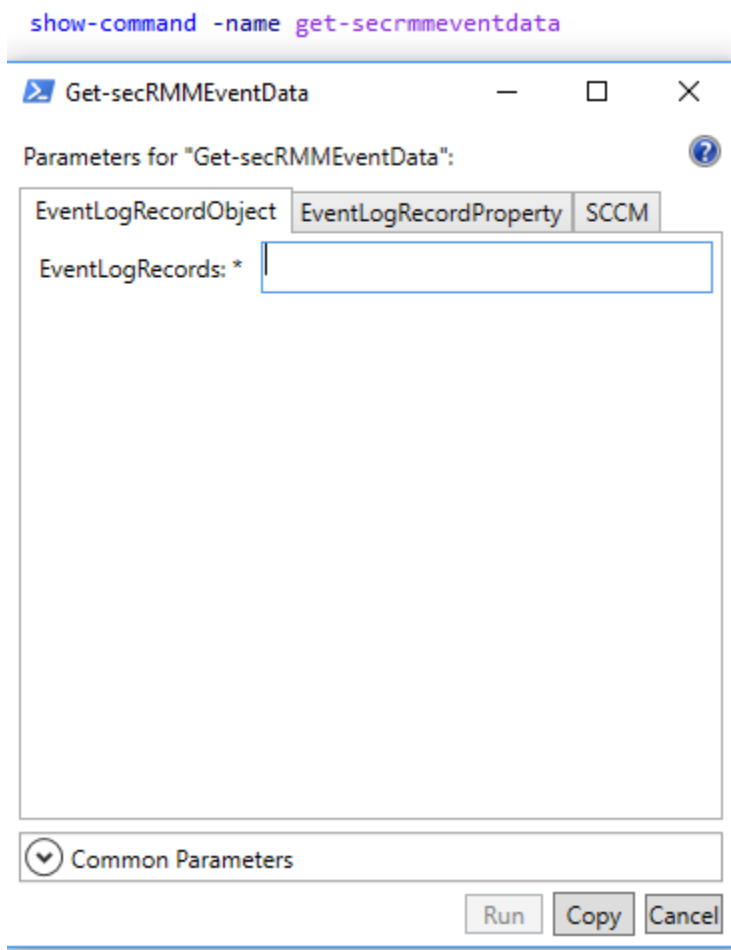 show-command -name get-secrmmeventdata
Get-secRMMEventData
Parameters for "Get-secRMMEventData":
EventLogRecordObject EventLogRecordProperty SCCM
EventLogRecords: *
Common Parameters
Run Copy Cancel